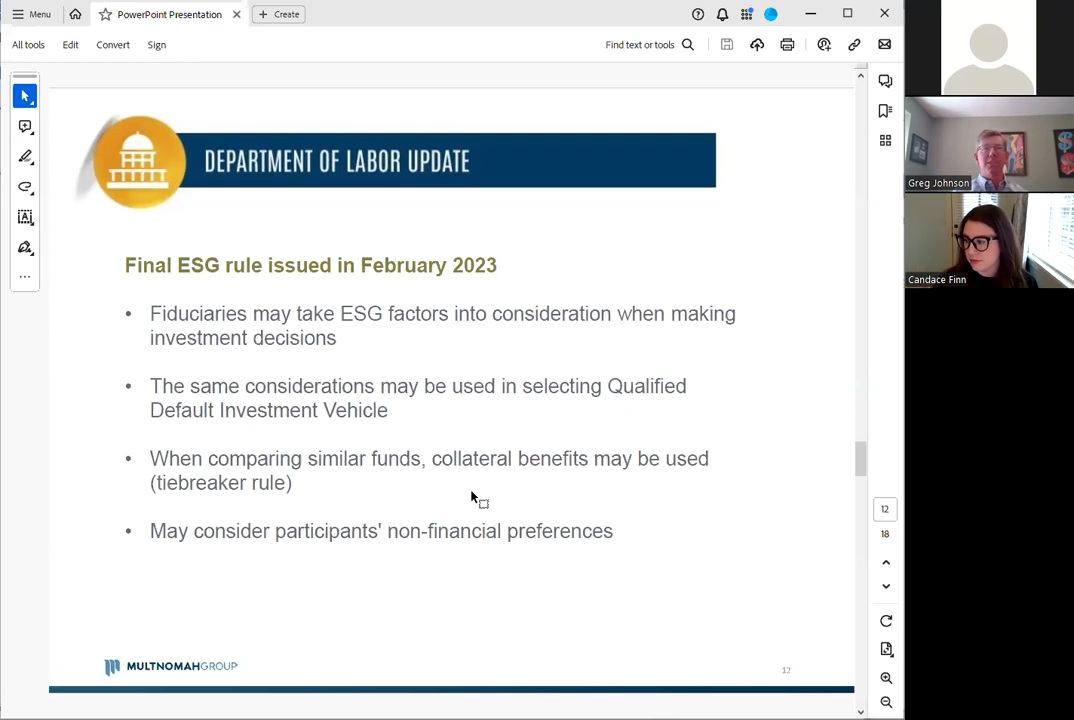 Menu
PowerPoint Presentation
Create
All tools
Edit
Convert
Sign
Find text or tools
DEPARTMENT OF LABOR UPDATE
Final ESG rule issued in February 2023
• Fiduciaries may take ESG factors into consideration when making
investment decisions
• The same considerations may be used in selecting Qualified
Default Investment Vehicle
• When comparing similar funds, collateral benefits may be used
(tiebreaker rule)
• May consider participants' non-financial preferences
MULTNOMAHGROUP
12
12
18
Greg Johnson
Candace Finn